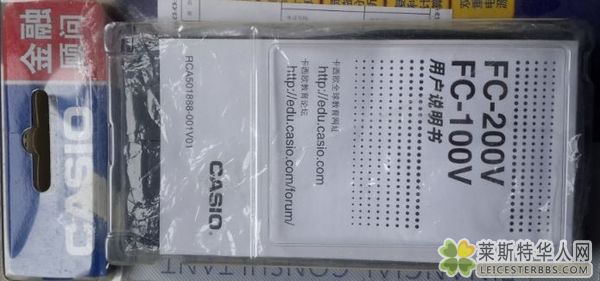 金融
顾问
CASIO
FC-200V
FC-100V
用户说明书
卡西欧全球教育网站
http://edu.casio.com
卡西欧教育论坛
http://edu.casio.com/forum/
CASIO
RCA501888-001V01
CONSULTANT
莱斯特华人网
LEICESTERBBS.COM